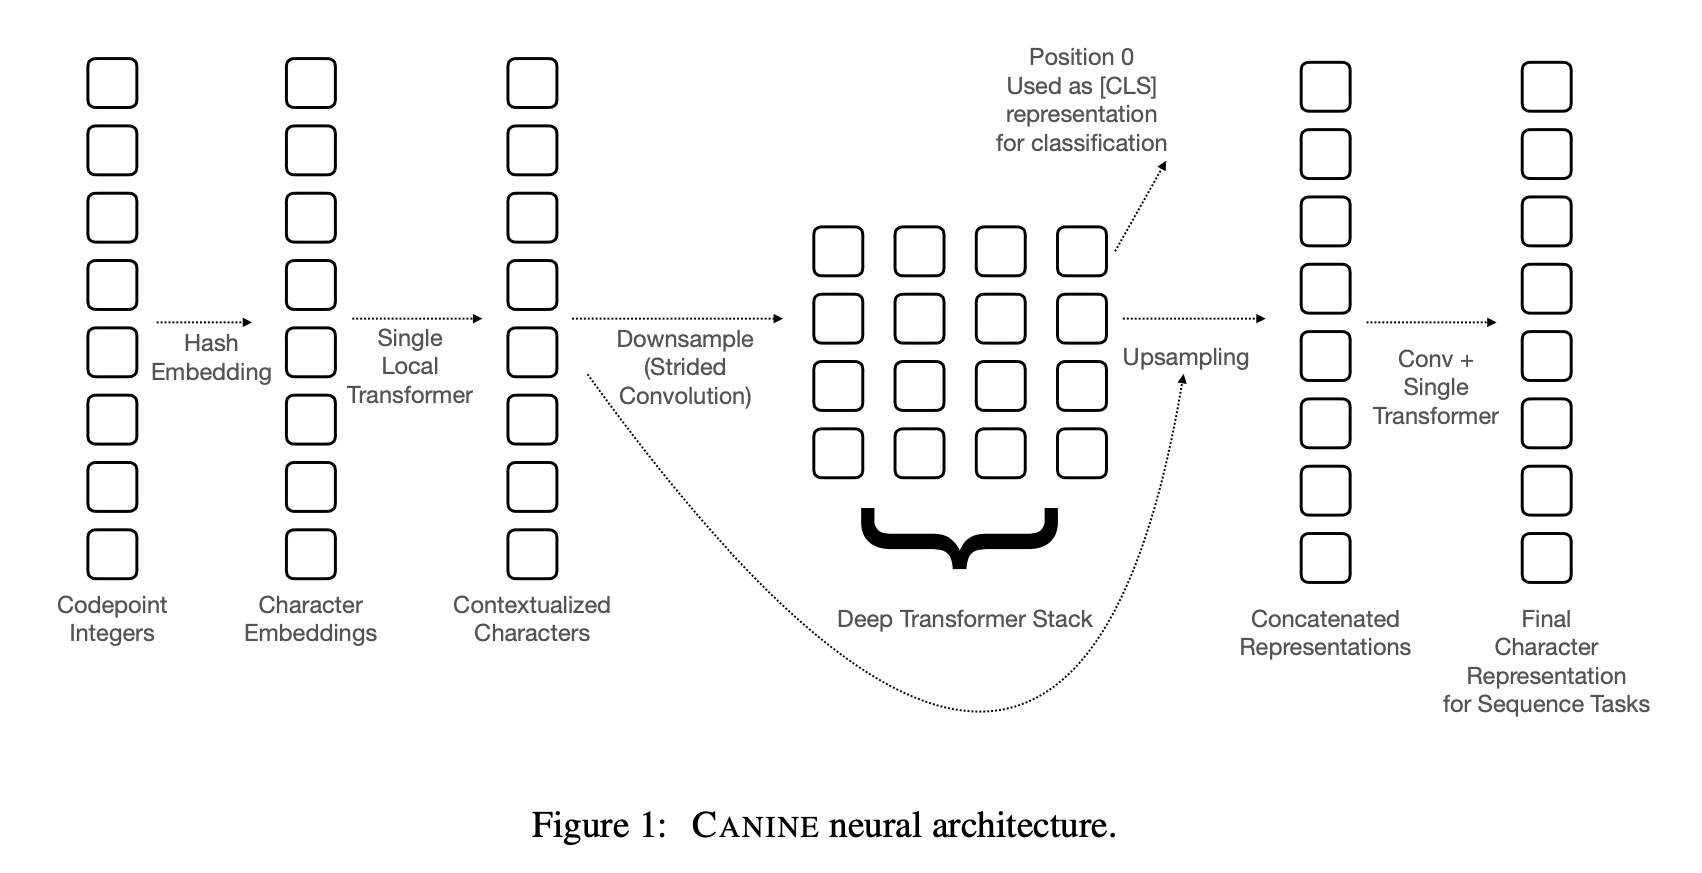 Position 0
Used as [CLS]
representation
for classification
Hash
Embedding
Single
Local
Transformer
Downsample
(Strided
Convolution)
Upsampling
Conv +
Single
Transformer
Codepoint
Integers
Character
Embeddings
Contextualized
Characters
Deep Transformer Stack
Concatenated
Representations
Final
Character
Representation
for Sequence Tasks
Figure 1: CANINE neural architecture.